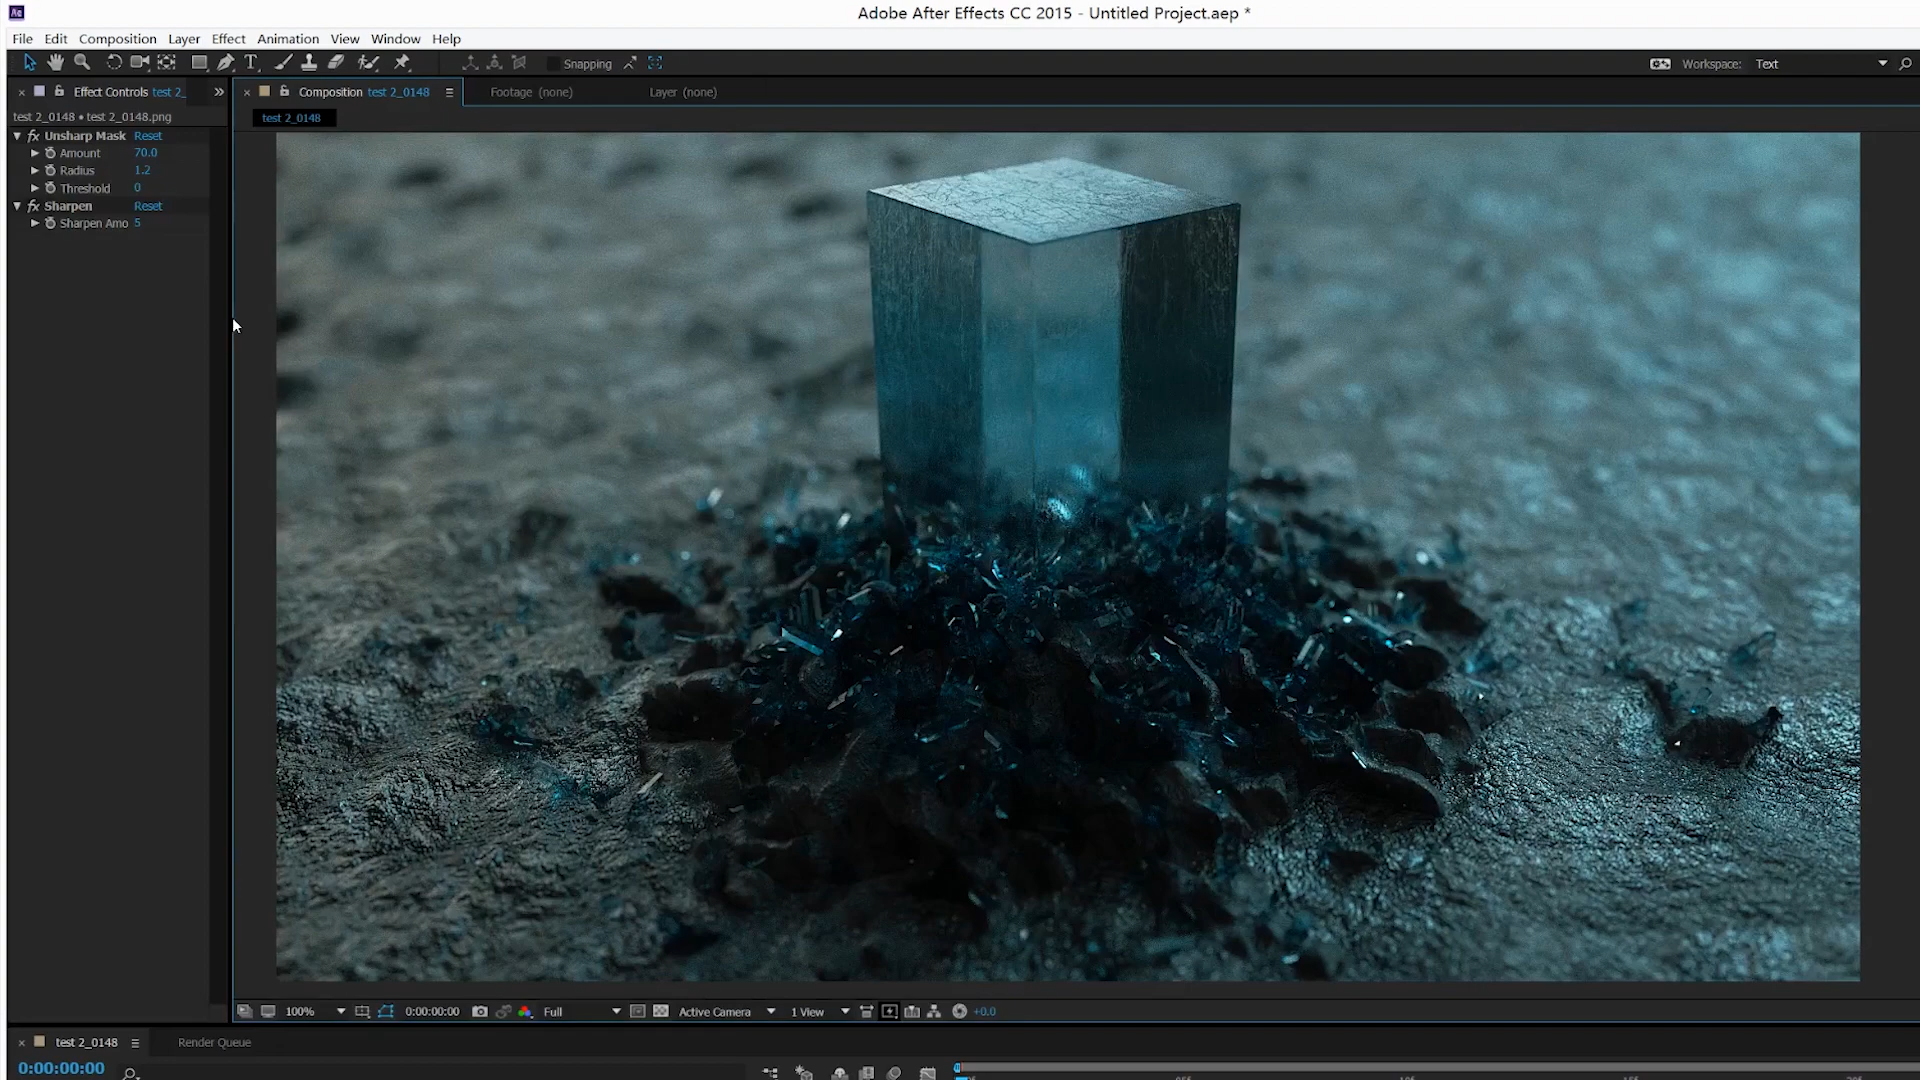 Ae
Adobe After Effects CC 2015 - Untitled Project.aep *
File Edit Composition Layer Effect Animation View Window Help
T Snapping Workspace: Text
Effect Controls test 2_ Composition test 2_0148 Footage (none) Layer (none)
test 2_0148 • test 2_0148.png
test 2_0148
fx Unsharp Mask Reset
Amount 70.0
Radius 1.2
Threshold 0
fx Sharpen Reset
Sharpen Amo 5
100% 0:00:00:00 Full Active Camera 1 View +0.0
test 2_0148 Render Queue
0:00:00:00